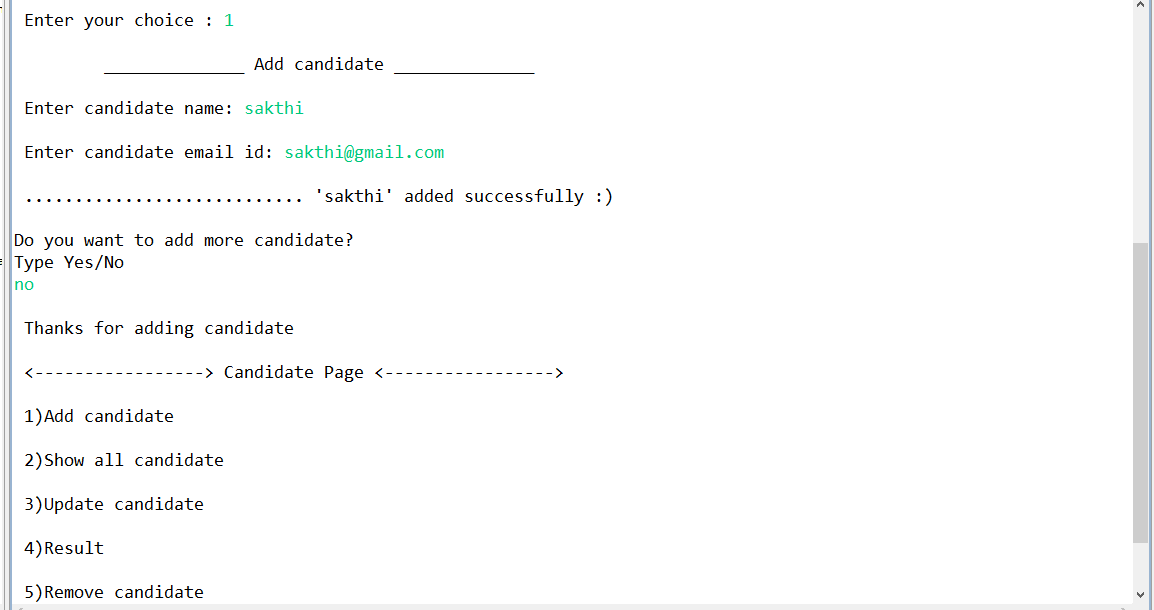 Enter your choice : 1
______________ Add candidate ______________
Enter candidate name: sakthi
Enter candidate email id: sakthi@gmail.com
............................ 'sakthi' added successfully :)
Do you want to add more candidate?
Type Yes/No
no
Thanks for adding candidate
<-----------------> Candidate Page <----------------->
1)Add candidate
2)Show all candidate
3)Update candidate
4)Result
5)Remove candidate